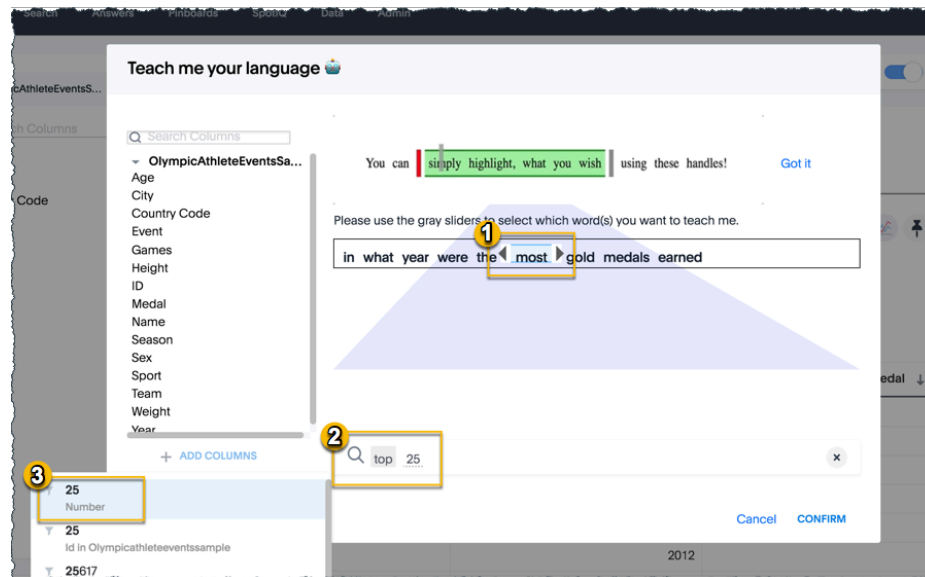 Search Answers Pinboards SpotIQ Data Admin
Teach me your language
cAthleteEventsS...
ch Columns
Code
Search Columns
OlympicAthleteEventsSa...
Age
City
Country Code
Event
Games
Height
ID
Medal
Name
Season
Sex
Sport
Team
Weight
Year
+ ADD COLUMNS
You can simply highlight, what you wish using these handles!
Got it
Please use the gray sliders to select which word(s) you want to teach me.
1
in what year were the most gold medals earned
edal ↓
2
top 25
x
3
25
Number
25
Id in Olympicathleteeventssample
25617
Cancel CONFIRM
2012